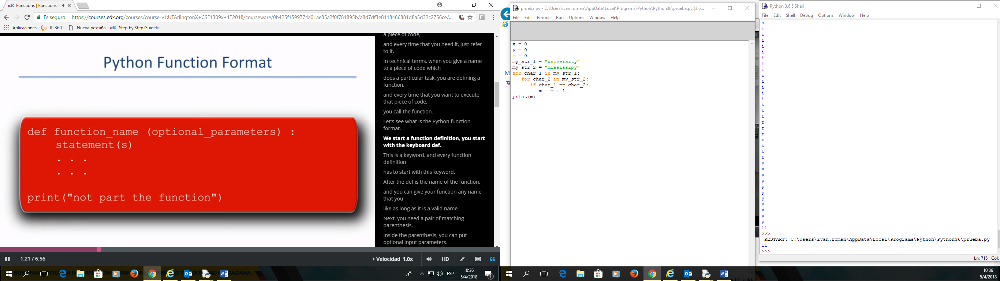 edX Functions | Functions
Es seguro
https://courses.edx.org/courses/course-v1:UTArlingtonX+CSE1309x+1T2018/courseware/0b425f1599774a01ae85a2f0f781895b/a8d7df3e8118486881d8a5d32c2756ce/...
Aplicaciones
IP 360°
Nueva pestaña
edX Step by Step Guidelin
Python Function Format
def function_name (optional_parameters) :
statement(s)
. . .
. . .
print("not part the function")
a piece of code,
and every time that you need it, just refer
to it.
In technical terms, when you give a name
to a piece of code which
does a particular task, you are defining a
function,
and every time that you want to execute
that piece of code,
you call the function.
Let's see what is the Python function
format.
We start a function definition, you start
with the keyboard def.
This is a keyword, and every function
definition
has to start with this keyword.
After the def is the name of the function,
and you can give your function any name
that you
like as long as it is a valid name.
Next, you need a pair of matching
parenthesis.
Inside the parenthesis, you can put
optional input parameters.
1:21 / 6:56
Velocidad 1.0x
HD
ESP
10:36
5/4/2018
1
prueba.py - C:\Users\ivan.roman\AppData\Local\Programs\Python\Python36\prueba.py (3.6...
File Edit Format Run Options Window Help
x = 0
y = 0
m = 0
my_str_1 = "university"
my_str_2 = "mississipy"
for char_1 in my_str_1:
for char_2 in my_str_2:
if char_1 == char_2:
m = m + 1
print(m)
Python 3.6.5 Shell
File Edit Shell Debug Options Window Help
s
i
i
i
i
i
i
i
i
i
i
i
i
i
t
t
t
t
t
t
t
t
t
t
y
y
y
y
y
y
y
y
y
y
y
11
>>>
RESTART: C:\Users\ivan.roman\AppData\Local\Programs\Python\Python36\prueba.py
11
>>>
Ln: 715 Col:
10:36
5/4/2018